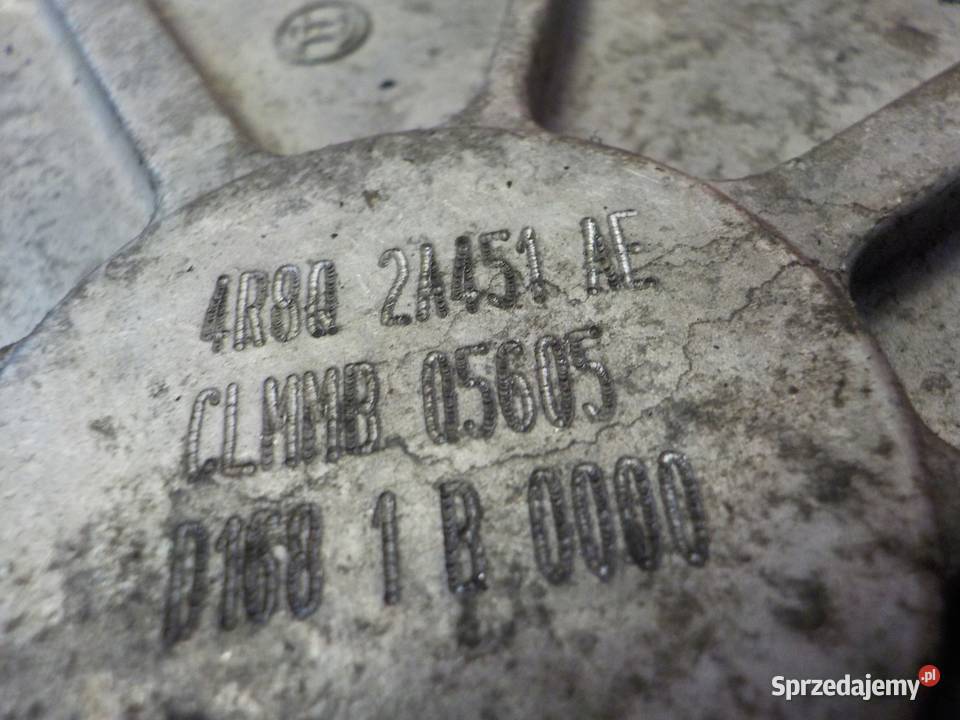 4R8Q 2A451 AE
CLMMB 05605
D168 1 B 0000
Sprzedajemy.pl